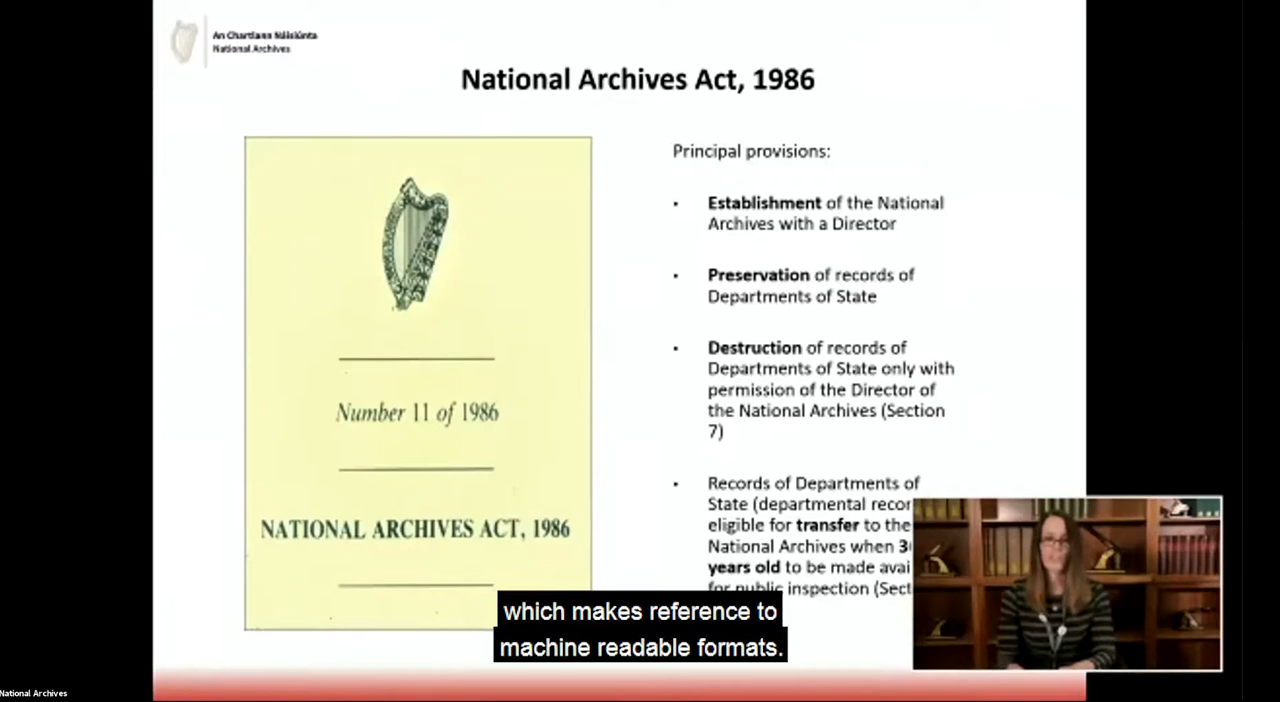 An Chartlann Náisiúnta
National Archives
National Archives Act, 1986
Number 11 of 1986
NATIONAL ARCHIVES ACT, 1986
Principal provisions:
• Establishment of the National
Archives with a Director
• Preservation of records of
Departments of State
• Destruction of records of
Departments of State only with
permission of the Director of
the National Archives (Section
7)
• Records of Departments of
State (departmental
eligible for transfer to the
National Archives when
years old to be made
for public inspection
which makes reference to
machine readable formats.
National Archives